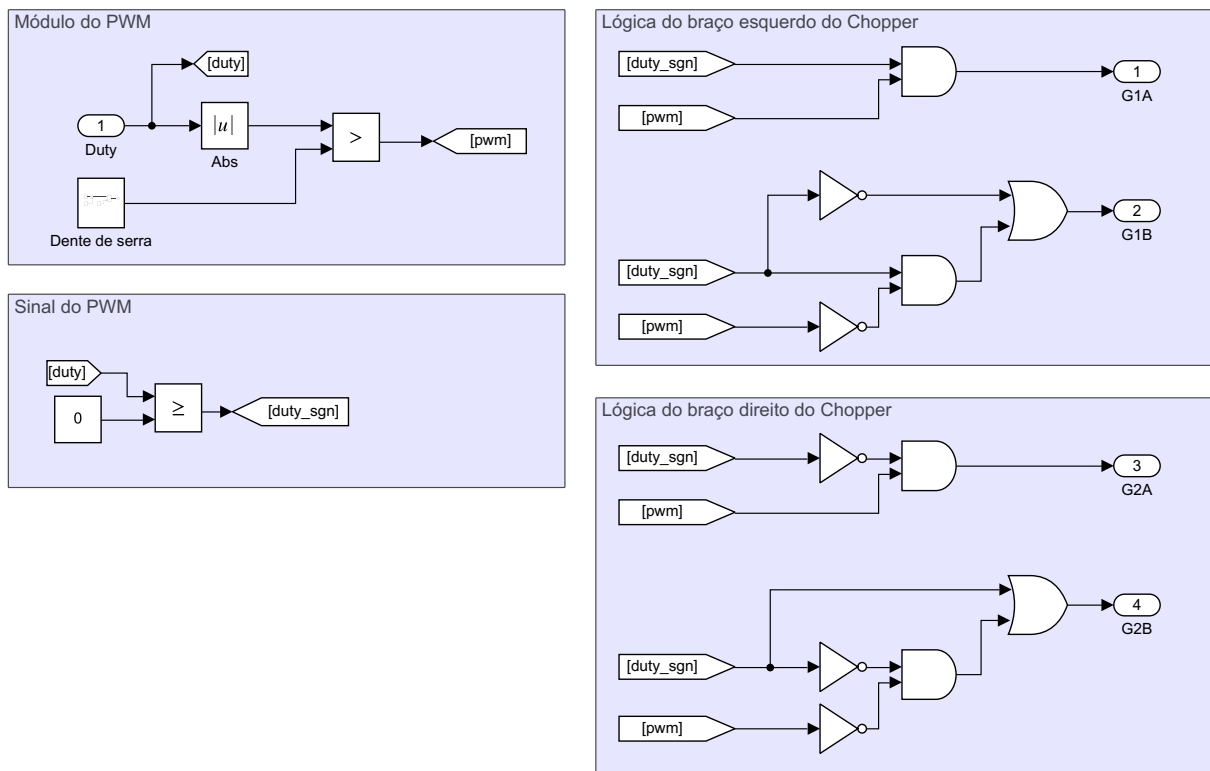 Módulo do PWM
[duty]
1
Duty
|u|
Abs
>
[pwm]
Dente de serra
Sinal do PWM
[duty]
0
≥
[duty_sgn]
Lógica do braço esquerdo do Chopper
[duty_sgn]
[pwm]
1
G1A
2
G1B
[duty_sgn]
[pwm]
Lógica do braço direito do Chopper
[duty_sgn]
[pwm]
3
G2A
4
G2B
[duty_sgn]
[pwm]